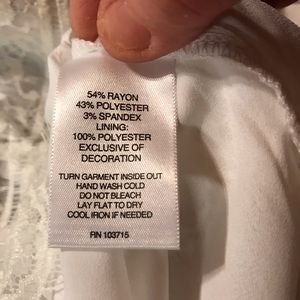 54% RAYON
43% POLYESTER
3% SPANDEX
LINING:
100% POLYESTER
EXCLUSIVE OF
DECORATION
TURN GARMENT INSIDE OUT
HAND WASH COLD
DO NOT BLEACH
LAY FLAT TO DRY
COOL IRON IF NEEDED
RN 103715